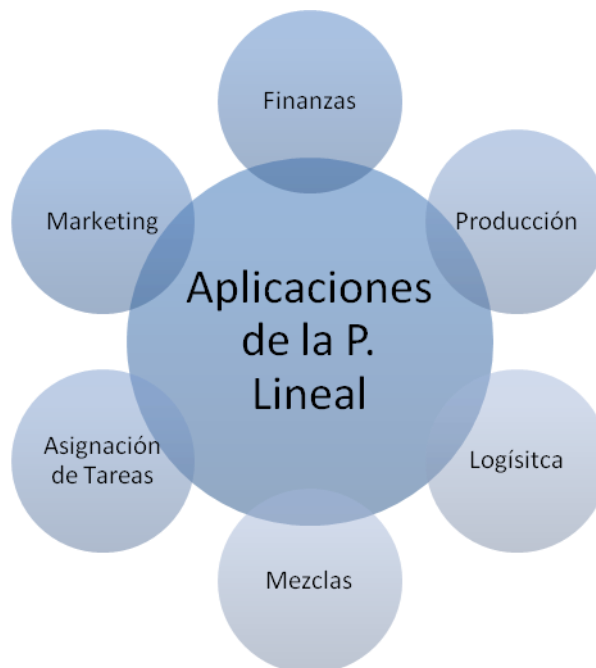 Finanzas
Marketing
Producción
Aplicaciones
de la P.
Lineal
Asignación
de Tareas
Logísitca
Mezclas